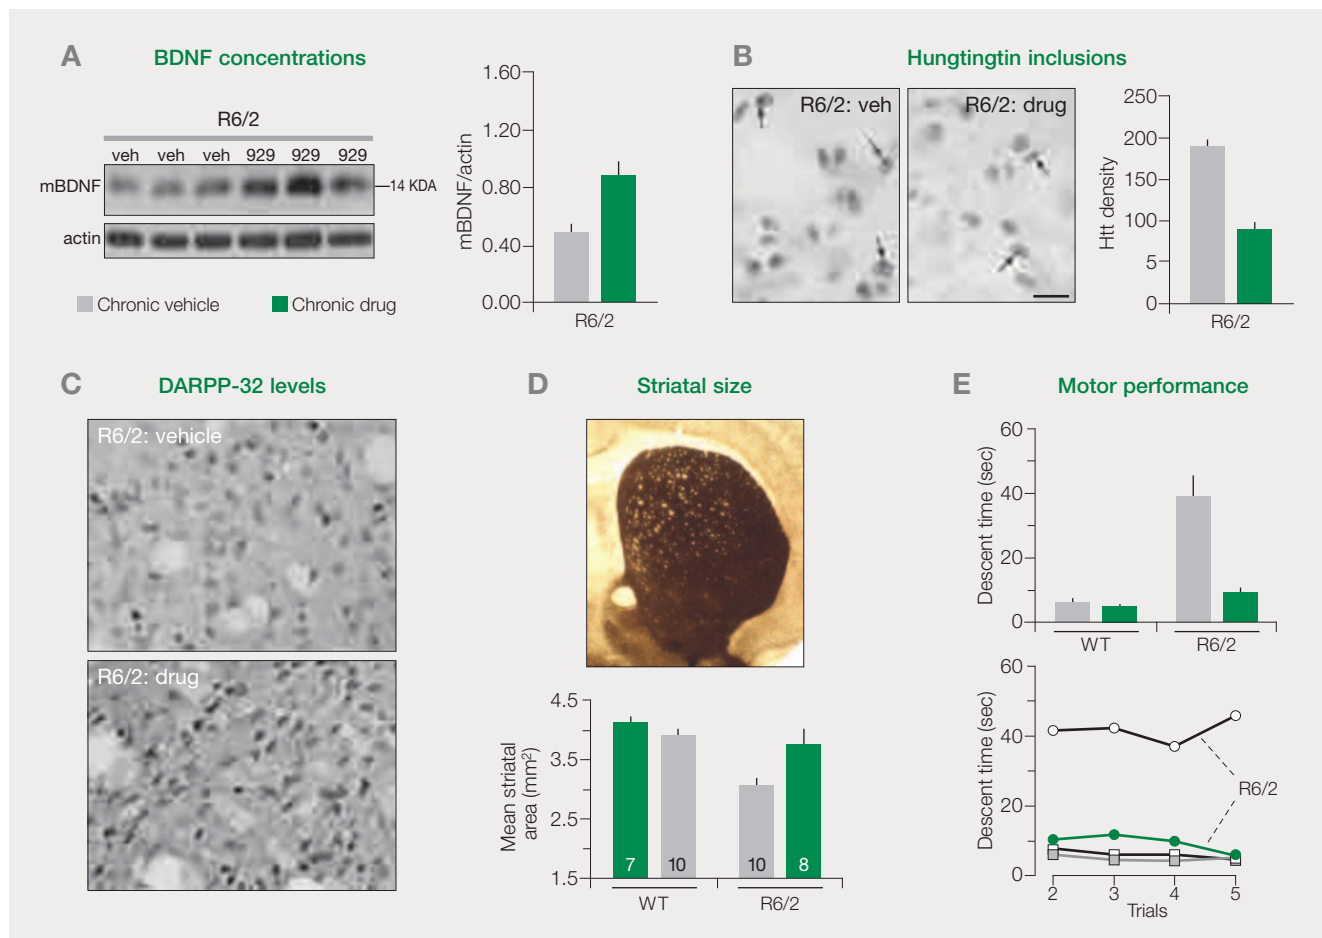 A BDNF concentrations
R6/2
veh veh veh 929 929 929
mBDNF
14 KDA
actin
Chronic vehicle
Chronic drug
mBDNF/actin
1.60
1.20
0.80
0.40
0.00
R6/2
B Hungtingtin inclusions
R6/2: veh
R6/2: drug
Htt density
250
200
150
100
5
0
R6/2
C DARPP-32 levels
R6/2: vehicle
R6/2: drug
D Striatal size
Mean striatal
area (mm²)
4.5
3.5
2.5
1.5
7 10 10 8
WT R6/2
E Motor performance
Descent time (sec)
60
40
20
0
WT R6/2
Descent time (sec)
60
40
20
0
R6/2
2 3 4 5
Trials